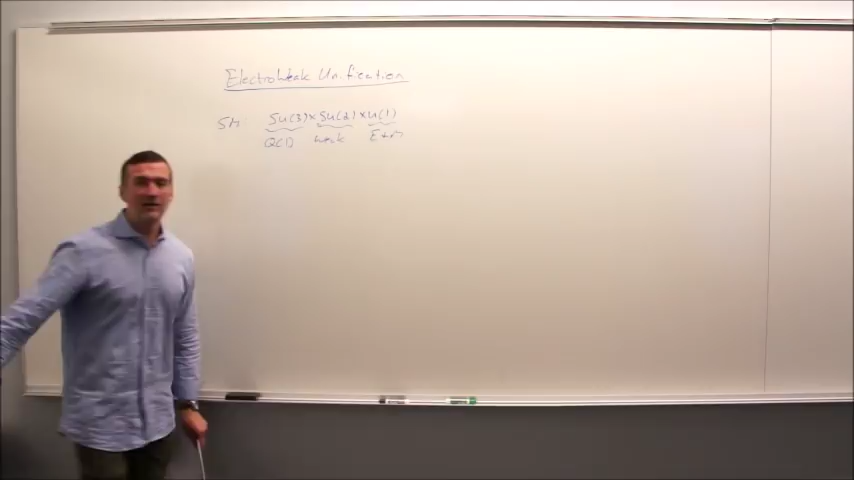 Electroweak Unification
SM SU(3)×SU(2)×U(1)
QCD weak E+M